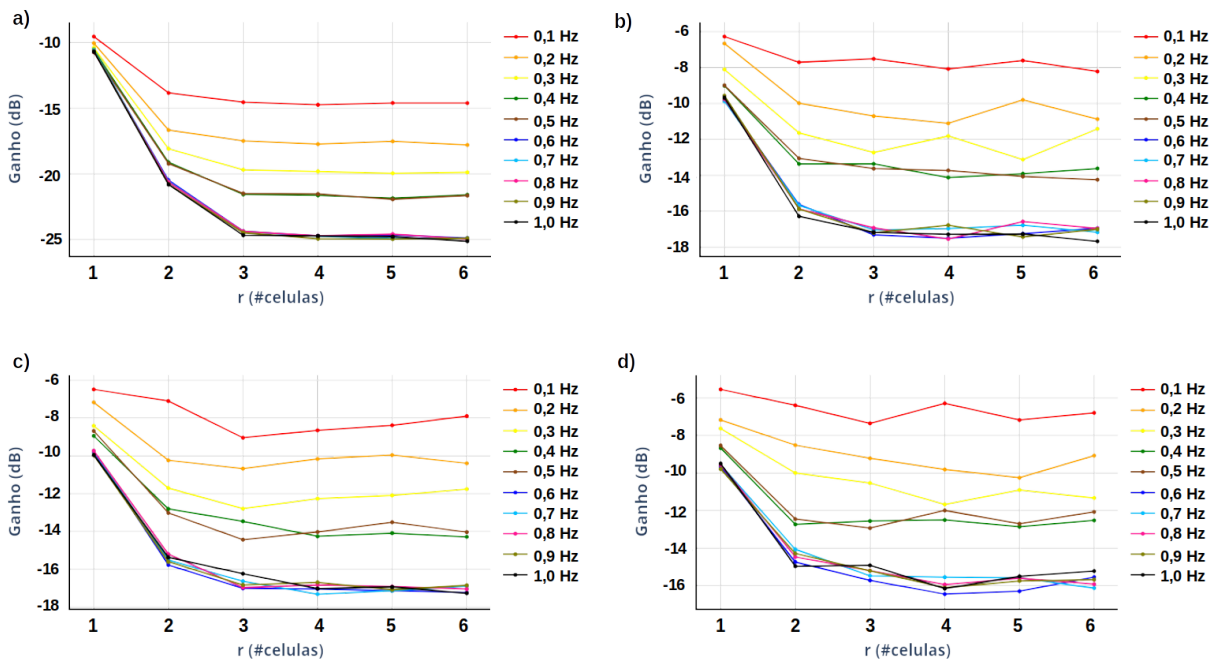 a)
Ganho (dB)
-10
-15
-20
-25
1 2 3 4 5 6
r (#celulas)
0,1 Hz
0,2 Hz
0,3 Hz
0,4 Hz
0,5 Hz
0,6 Hz
0,7 Hz
0,8 Hz
0,9 Hz
1,0 Hz
b)
Ganho (dB)
-6
-8
-10
-12
-14
-16
-18
1 2 3 4 5 6
r (#celulas)
0,1 Hz
0,2 Hz
0,3 Hz
0,4 Hz
0,5 Hz
0,6 Hz
0,7 Hz
0,8 Hz
0,9 Hz
1,0 Hz
c)
Ganho (dB)
-6
-8
-10
-12
-14
-16
-18
1 2 3 4 5 6
r (#celulas)
0,1 Hz
0,2 Hz
0,3 Hz
0,4 Hz
0,5 Hz
0,6 Hz
0,7 Hz
0,8 Hz
0,9 Hz
1,0 Hz
d)
Ganho (dB)
-6
-8
-10
-12
-14
-16
1 2 3 4 5 6
r (#celulas)
0,1 Hz
0,2 Hz
0,3 Hz
0,4 Hz
0,5 Hz
0,6 Hz
0,7 Hz
0,8 Hz
0,9 Hz
1,0 Hz